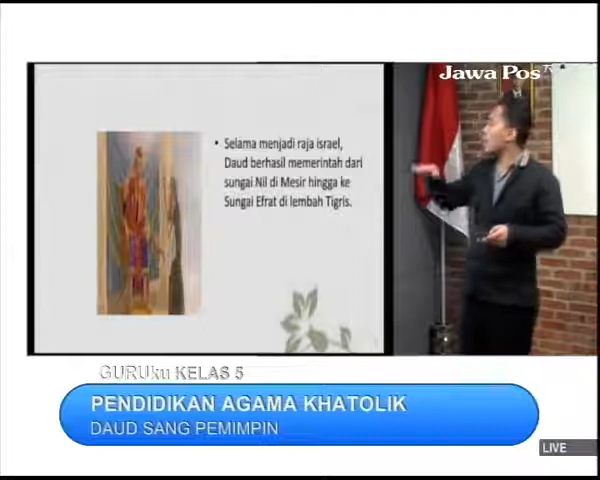 Jawa Pos
• Selama menjadi raja israel,
Daud berhasil memerintah dari
sungai Nil di Mesir hingga ke
Sungai Efrat di lembah Tigris.
GURUku KELAS 5
PENDIDIKAN AGAMA KHATOLIK
DAUD SANG PEMIMPIN
LIVE